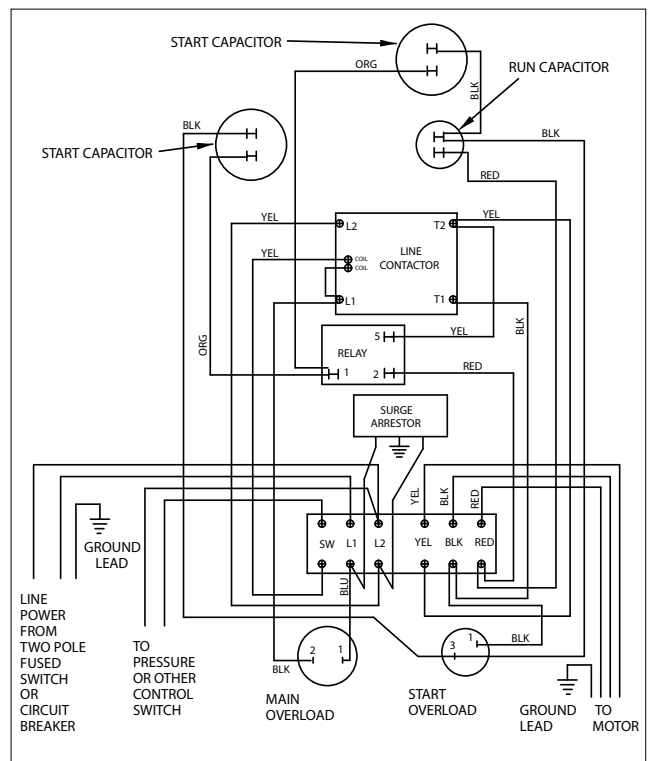 START CAPACITOR
ORG
RUN CAPACITOR
BLK
BLK
BLK
START CAPACITOR
RED
YEL
L2
T2
YEL
YEL
COIL
COIL
LINE
CONTACTOR
L1
T1
BLK
ORG
5
YEL
RELAY
1
2
RED
SURGE
ARRESTOR
YEL
BLK
RED
GROUND
LEAD
SW
L1
L2
YEL
BLK
RED
BLU
LINE
POWER
FROM
TWO POLE
FUSED
SWITCH
OR
CIRCUIT
BREAKER
TO
PRESSURE
OR OTHER
CONTROL
SWITCH
2
1
BLK
MAIN
OVERLOAD
3
1
BLK
START
OVERLOAD
GROUND
LEAD
TO
MOTOR